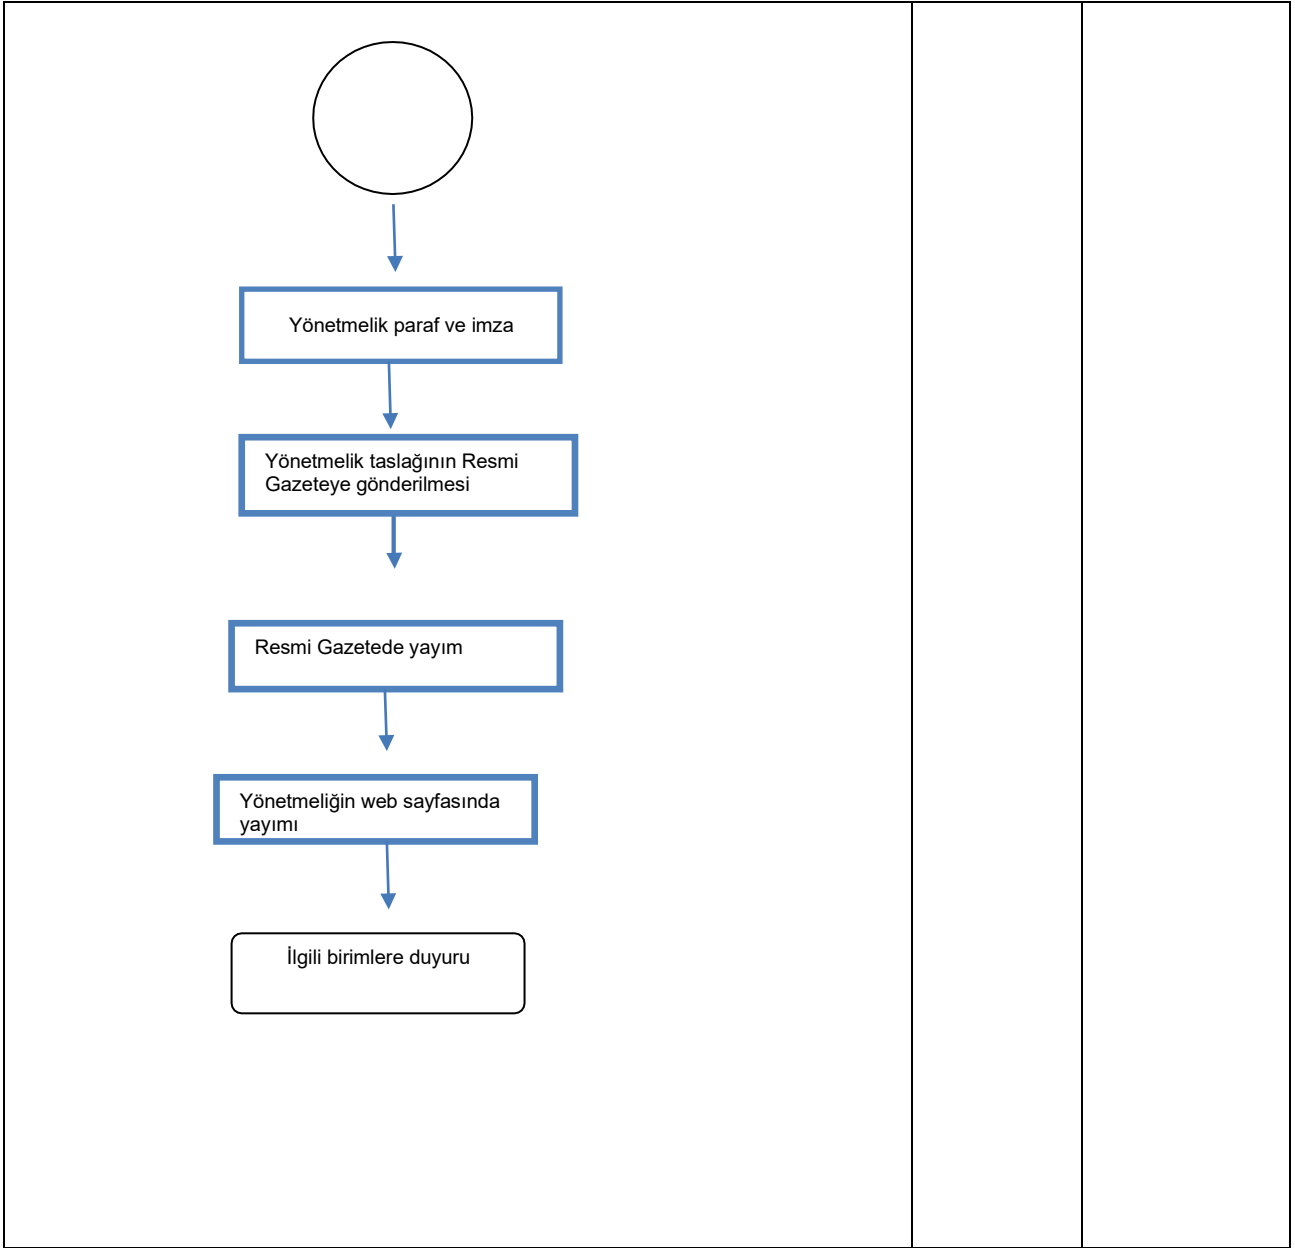 Yönetmelik paraf ve imza
Yönetmelik taslağının Resmi
Gazeteye gönderilmesi
Resmi Gazetede yayım
Yönetmeliğin web sayfasında
yayımı
İlgili birimlere duyuru